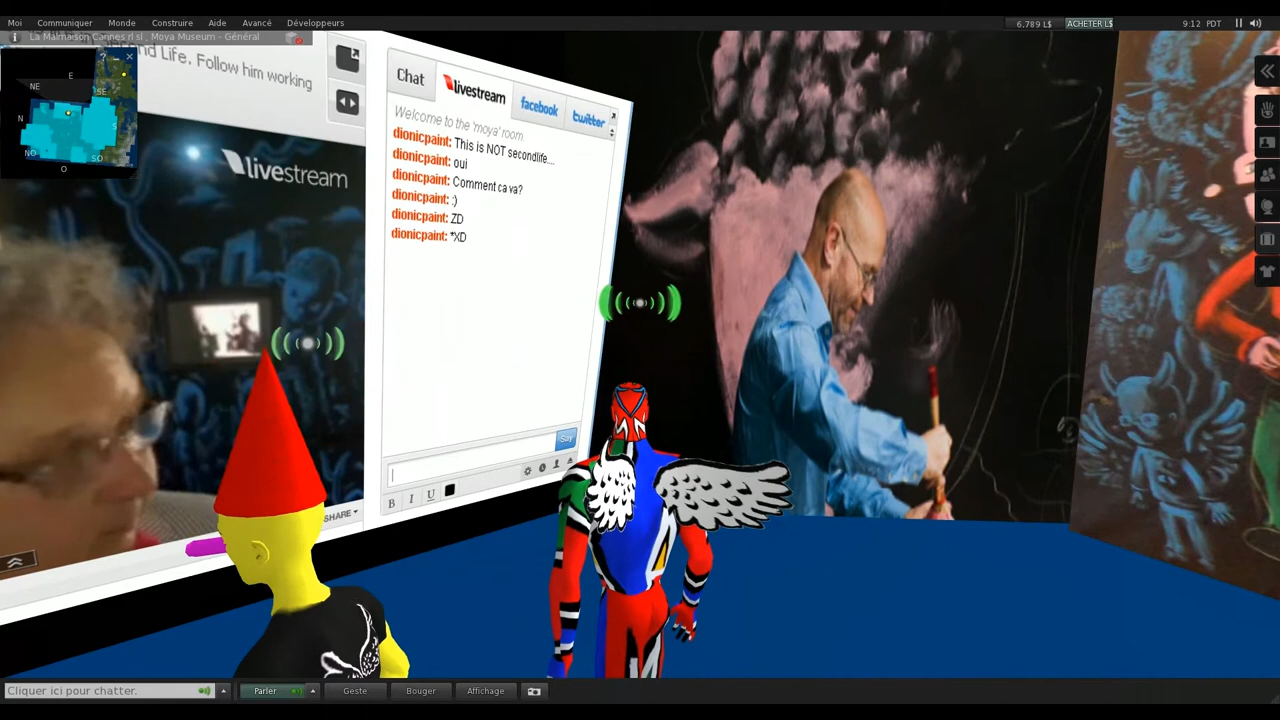 Moi Communiquer Monde Construire Aide Avancé Développeurs 6,789 L$ ACHETER L$ 9:12 PDT
La Malmaison Cannes rl sl , Moya Museum - Général
Life. Follow him working
? ×
E
NE SE
N
NO SO
O
livestream
SHARE
Chat livestream facebook twitter
Welcome to the 'moya' room.
dionicpaint: This is NOT secondlife....
dionicpaint: oui
dionicpaint: Comment ca va?
dionicpaint: :)
dionicpaint: ZD
dionicpaint: *XD
Say
B I U
Cliquer ici pour chatter. Parler Geste Bouger Affichage